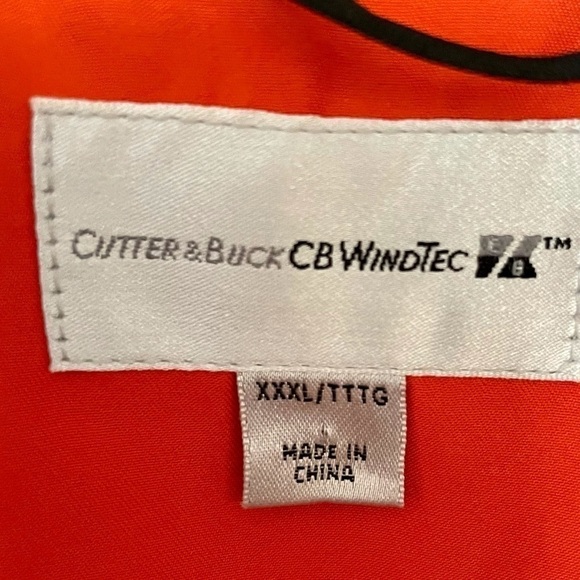 CUTTER & BUCK CB WINDTEC ™
XXXL/TTTG
MADE IN
CHINA